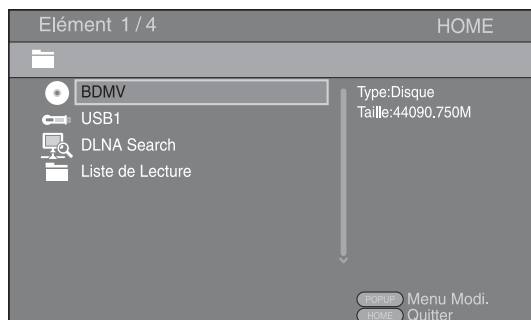 Elément 1/4 HOME
BDMV
USB1
DLNA Search
Liste de Lecture
Type:Disque
Taille:44090.750M
POPUP Menu Modi.
HOME Quitter